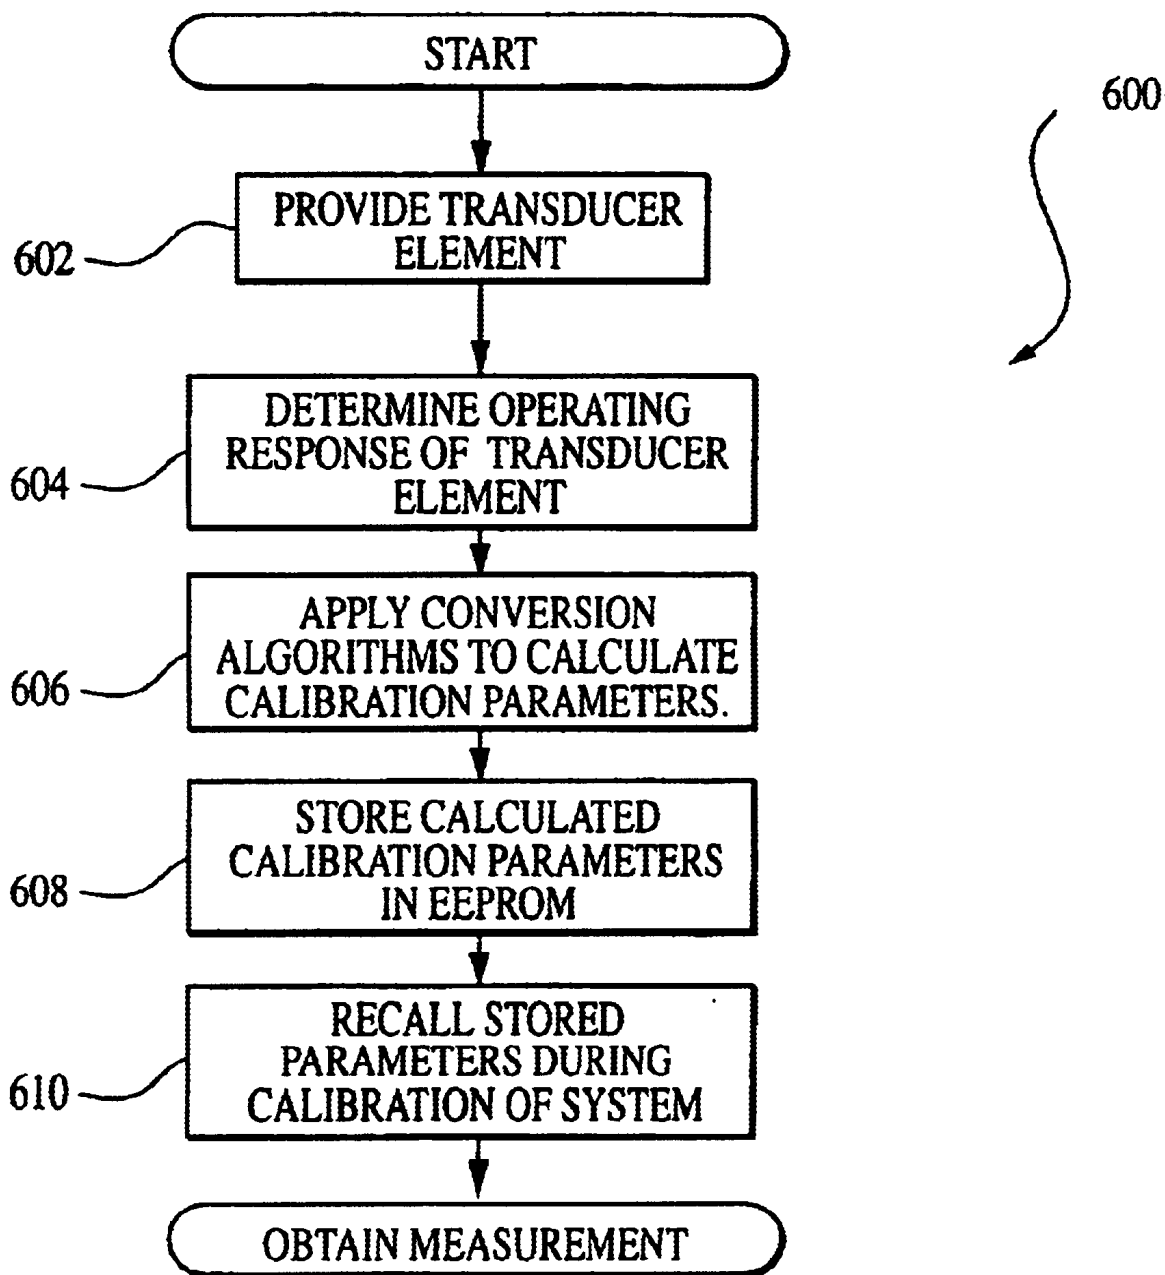 START
600
PROVIDE TRANSDUCER
ELEMENT
602
DETERMINE OPERATING
RESPONSE OF TRANSDUCER
ELEMENT
604
APPLY CONVERSION
ALGORITHMS TO CALCULATE
CALIBRATION PARAMETERS.
606
STORE CALCULATED
CALIBRATION PARAMETERS
IN EEPROM
608
RECALL STORED
PARAMETERS DURING
CALIBRATION OF SYSTEM
610
OBTAIN MEASUREMENT